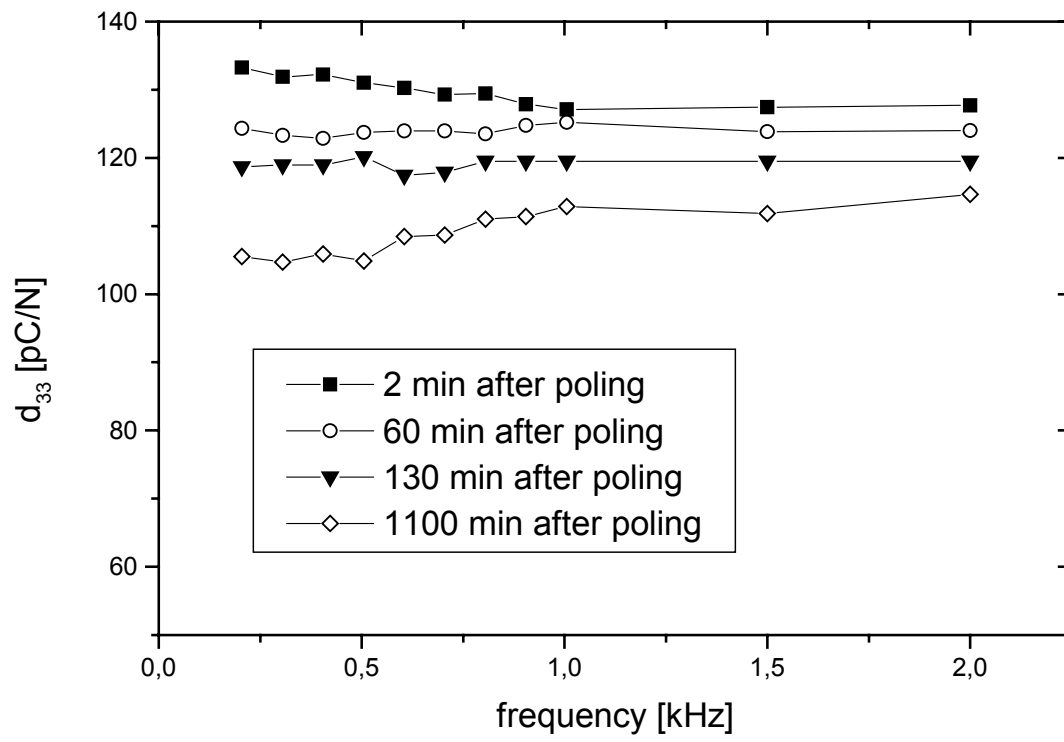 140
120
100
80
60
d33 [pC/N]
2 min after poling
60 min after poling
130 min after poling
1100 min after poling
0,0 0,5 1,0 1,5 2,0
frequency [kHz]